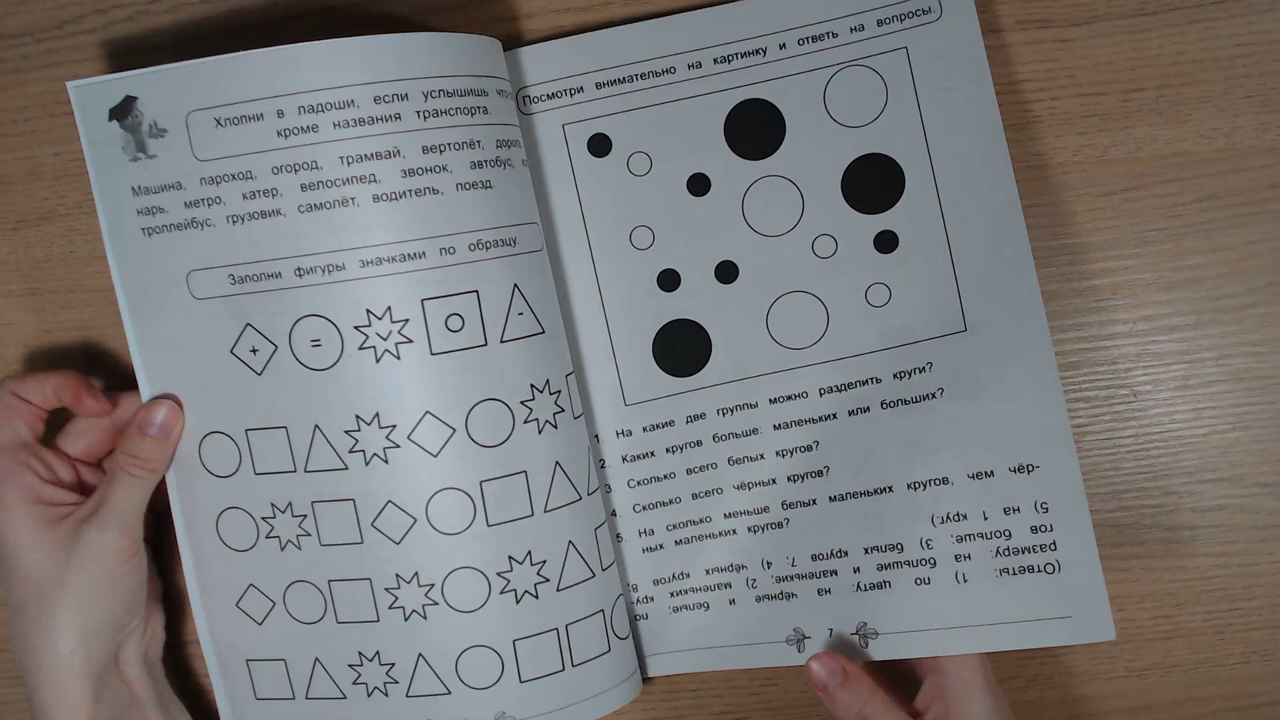 Хлопни в ладоши, если услышишь
кроме названия транспорта.
Машина, пароход, огород, трамвай, вертолёт,
нарь, метро, катер, велосипед, звонок, автобус,
троллейбус, грузовик, самолёт, водитель, поезд.
Заполни фигуры значками по образцу.
+ = ∨ ○ -
Посмотри внимательно на картинку и ответь на вопросы.
1. На какие две группы можно разделить круги?
2. Каких кругов больше: маленьких или больших?
3. Сколько всего белых кругов?
4. Сколько всего чёрных кругов?
5. На сколько меньше белых маленьких кругов, чем чёр-
ных маленьких кругов?
(Ответы: 1) по цвету: на чёрные и белые; по
размеру: на большие и маленькие; 2) маленьких кру-
гов больше; 3) белых кругов 7; 4) чёрных кругов 8;
5) на 1 круг.)
7